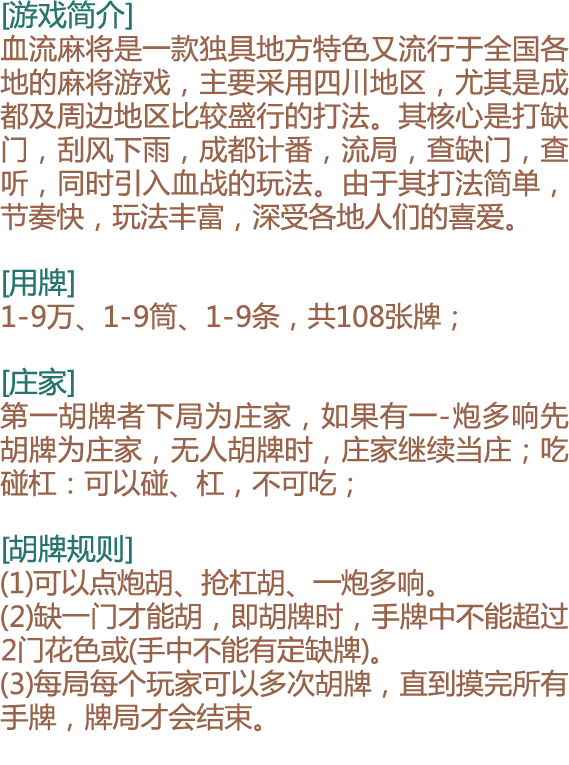 [游戏简介]
血流麻将是一款独具地方特色又流行于全国各
地的麻将游戏，主要采用四川地区，尤其是成
都及周边地区比较盛行的打法。其核心是打缺
门，刮风下雨，成都计番，流局，查缺门，查
听，同时引入血战的玩法。由于其打法简单，
节奏快，玩法丰富，深受各地人们的喜爱。
[用牌]
1-9万、1-9筒、1-9条，共108张牌；
[庄家]
第一胡牌者下局为庄家，如果有一-炮多响先
胡牌为庄家，无人胡牌时，庄家继续当庄；吃
碰杠：可以碰、杠，不可吃；
[胡牌规则]
(1)可以点炮胡、抢杠胡、一炮多响。
(2)缺一门才能胡，即胡牌时，手牌中不能超过
2门花色或(手中不能有定缺牌)。
(3)每局每个玩家可以多次胡牌，直到摸完所有
手牌，牌局才会结束。